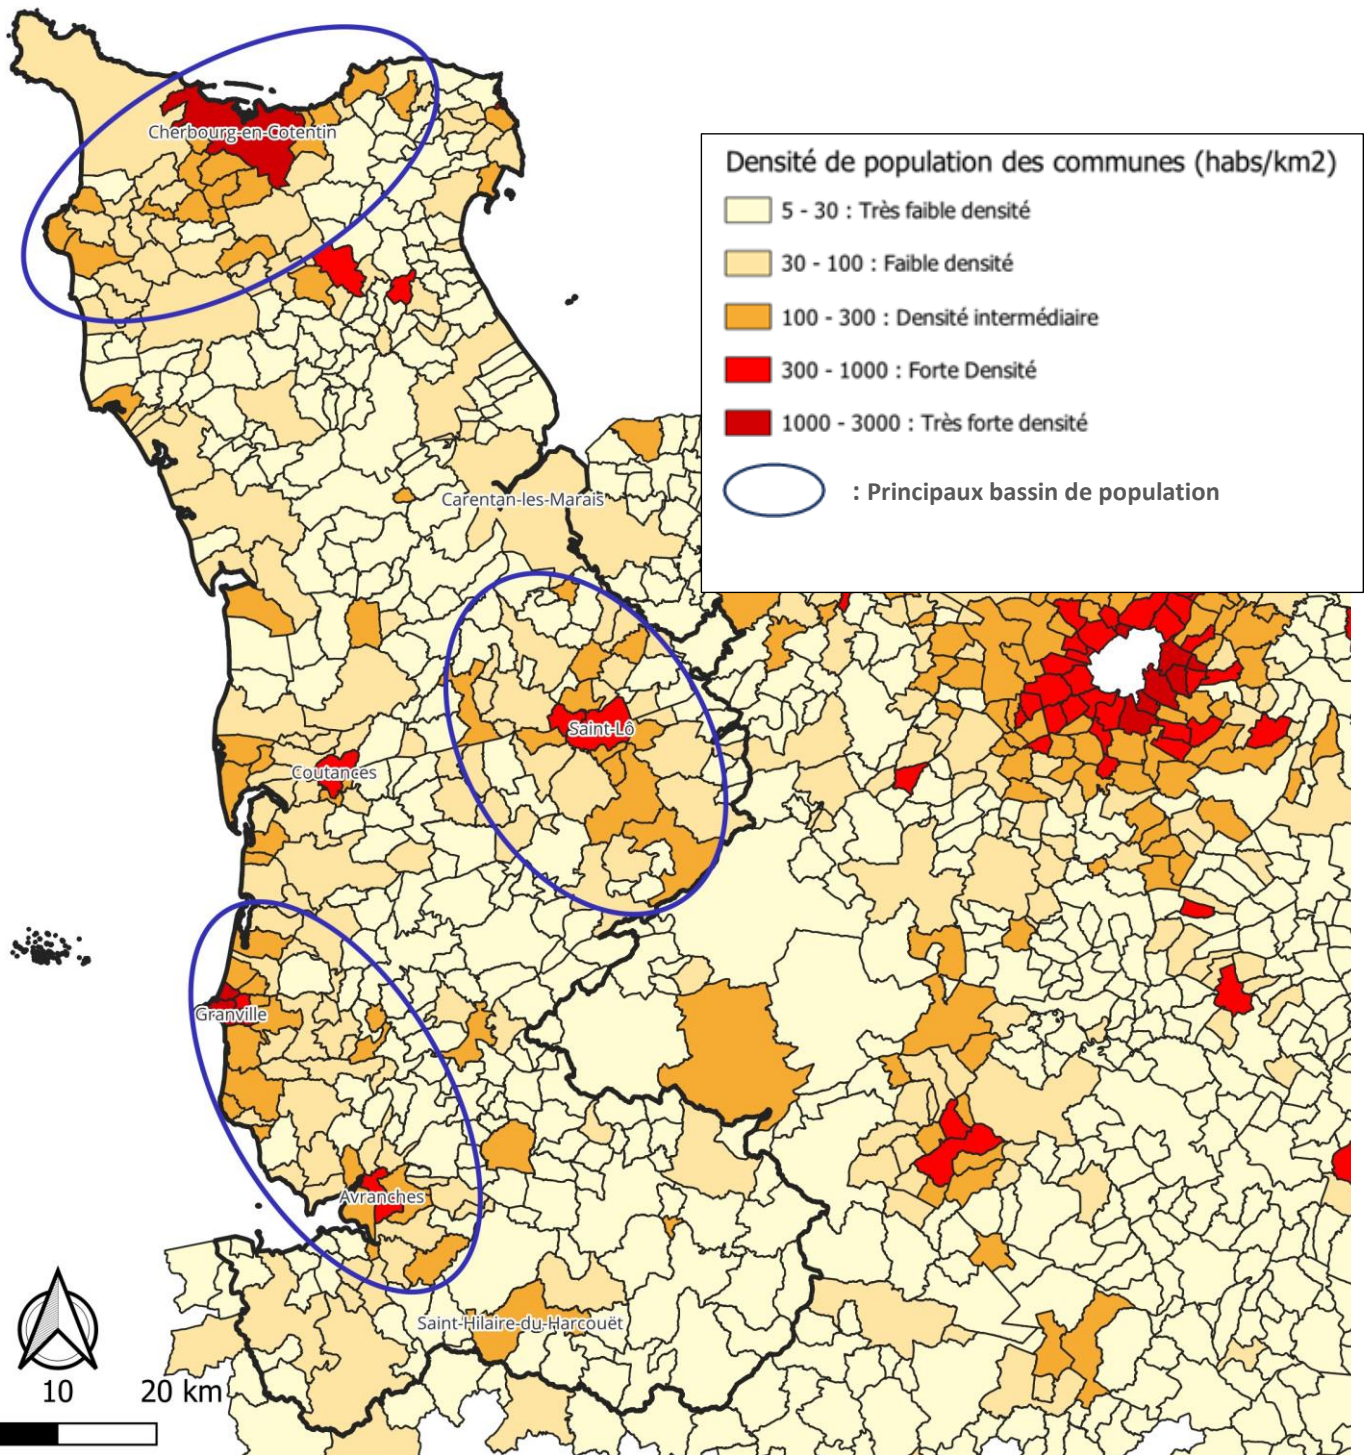 Cherbourg-en-Cotentin
Densité de population des communes (habs/km2)
5 - 30 : Très faible densité
30 - 100 : Faible densité
100 - 300 : Densité intermédiaire
300 - 1000 : Forte Densité
1000 - 3000 : Très forte densité
: Principaux bassin de population
Carentan-les-Marais
Saint-Lô
Coutances
Granville
Avranches
Saint-Hilaire-du-Harcouët
10 20 km